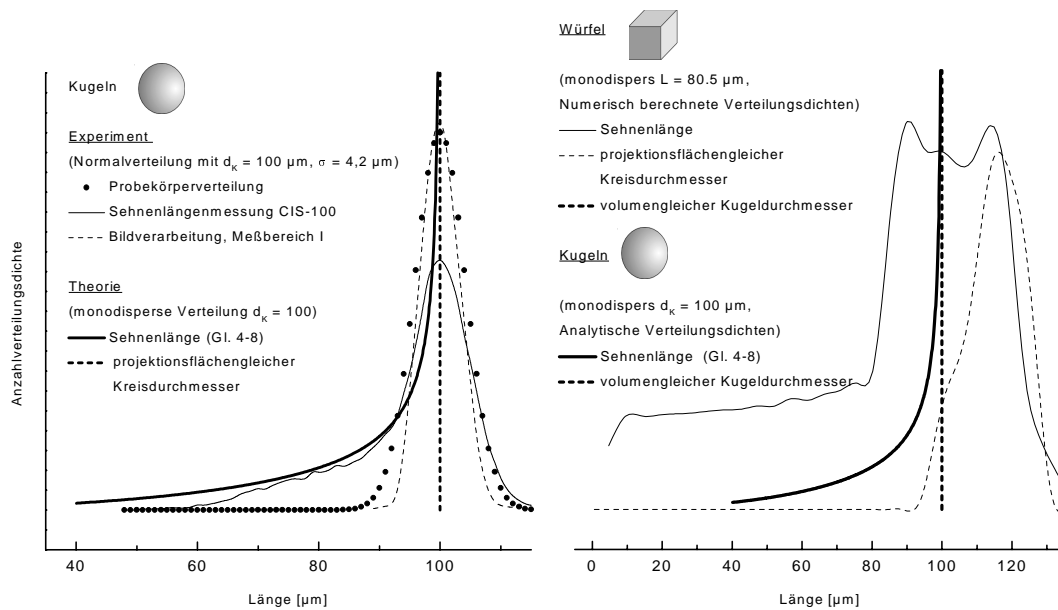 Kugeln
Experiment
(Normalverteilung mit d_K = 100 µm, σ = 4,2 µm)
Probekörperverteilung
Sehnenlängenmessung CIS-100
Bildverarbeitung, Meßbereich I
Theorie
(monodisperse Verteilung d_K = 100)
Sehnenlänge (Gl. 4-8)
projektionsflächengleicher
Kreisdurchmesser
Anzahlverteilungsdichte
40 60 80 100
Länge [µm]
Würfel
(monodispers L = 80.5 µm,
Numerisch berechnete Verteilungsdichten)
Sehnenlänge
projektionsflächengleicher
Kreisdurchmesser
volumengleicher Kugeldurchmesser
Kugeln
(monodispers d_K = 100 µm,
Analytische Verteilungsdichten)
Sehnenlänge (Gl. 4-8)
volumengleicher Kugeldurchmesser
0 20 40 60 80 100 120
Länge [µm]